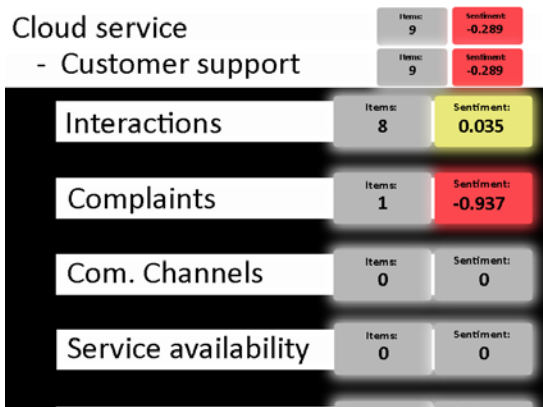 Cloud service Items: 9 Sentiment: -0.289
- Customer support Items: 9 Sentiment: -0.289
Interactions Items: 8 Sentiment: 0.035
Complaints Items: 1 Sentiment: -0.937
Com. Channels Items: 0 Sentiment: 0
Service availability Items: 0 Sentiment: 0